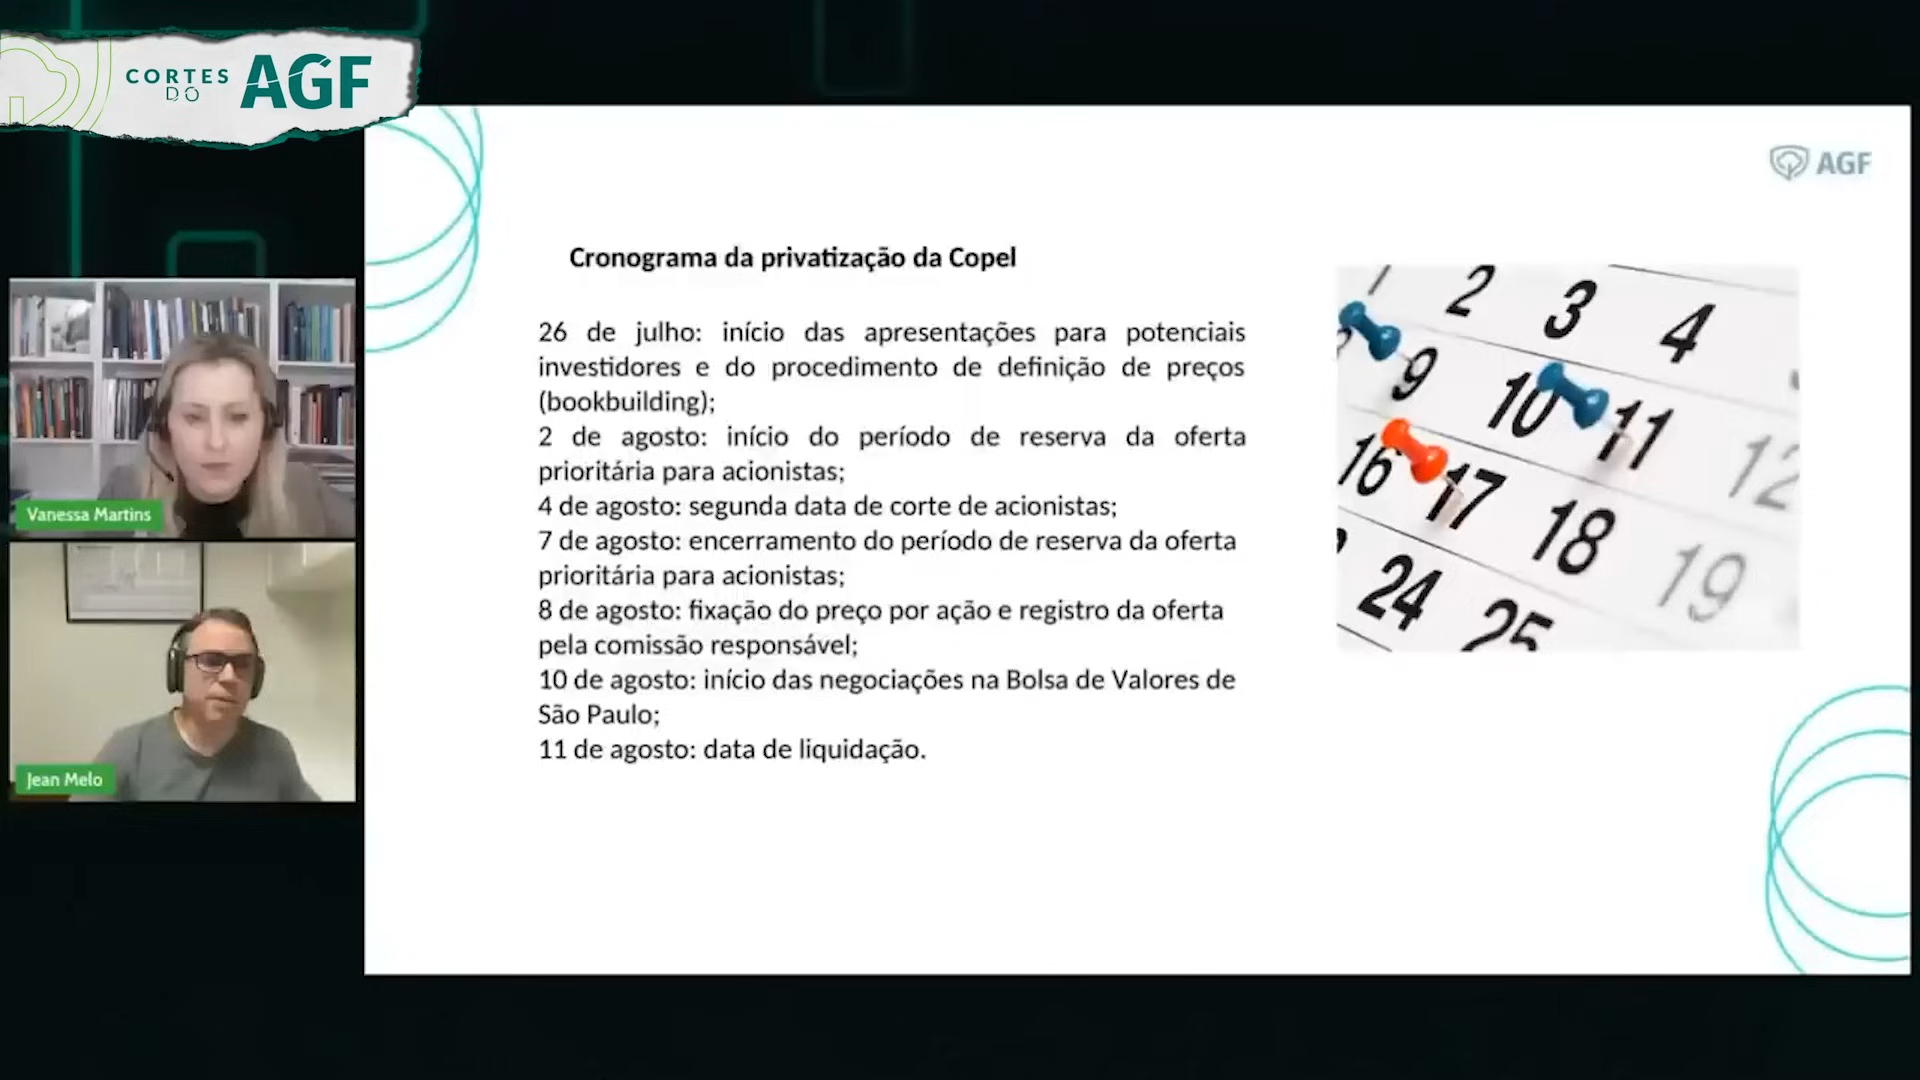 CORTES
DO
AGF
AGF
Cronograma da privatização da Copel
26 de julho: início das apresentações para potenciais
investidores e do procedimento de definição de preços
(bookbuilding);
2 de agosto: início do período de reserva da oferta
prioritária para acionistas;
4 de agosto: segunda data de corte de acionistas;
7 de agosto: encerramento do período de reserva da oferta
prioritária para acionistas;
8 de agosto: fixação do preço por ação e registro da oferta
pela comissão responsável;
10 de agosto: início das negociações na Bolsa de Valores de
São Paulo;
11 de agosto: data de liquidação.
2 3 4
9 10 11 12
16 17 18 19
24 25
Vanessa Martins
Jean Melo